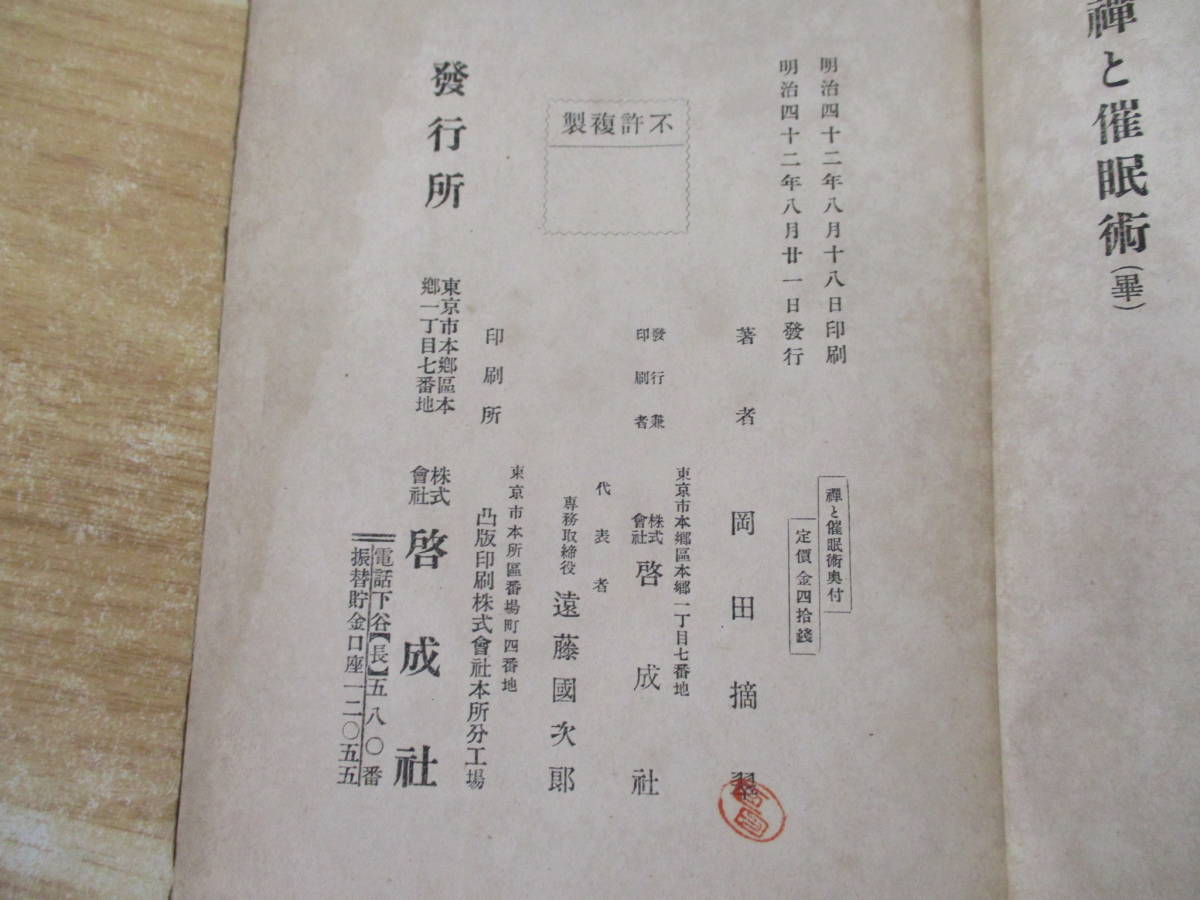 禪と催眠術（畢）
明治四十二年八月十八日印刷
明治四十二年八月廿一日發行
禪と催眠術奥付
定價金四拾錢
著者
岡田摘翠
不許複製
發行兼
印刷者
東京市本鄕區本鄕一丁目七番地
株式
會社
啓成社
代表者
専務取締役
遠藤國次郎
印刷所
東京市本所區番場町四番地
凸版印刷株式會社本所分工場
發行所
東京市本鄕區本
鄕一丁目七番地
株式
會社
啓成社
電話下谷【長】五八〇番
振替貯金口座一二〇五五